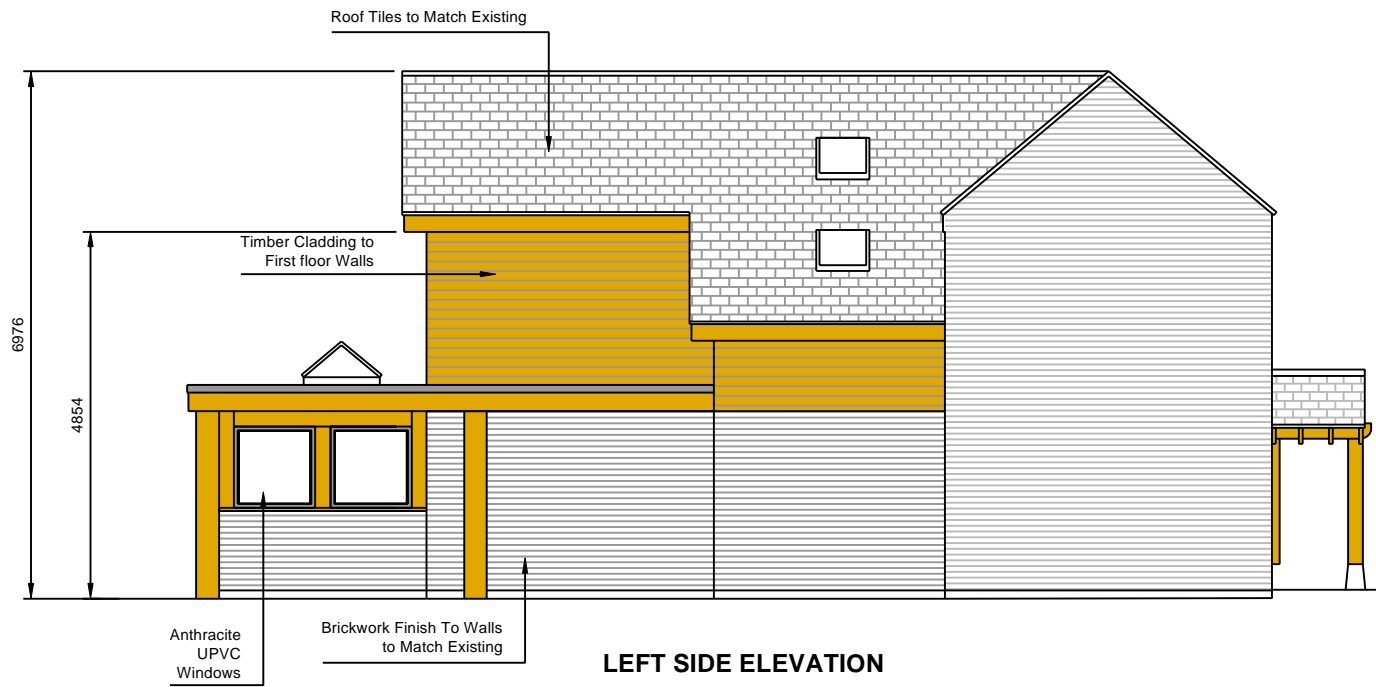 Roof Tiles to Match Existing
Timber Cladding to
First floor Walls
6976
4854
Anthracite
UPVC
Windows
Brickwork Finish To Walls
to Match Existing
LEFT SIDE ELEVATION